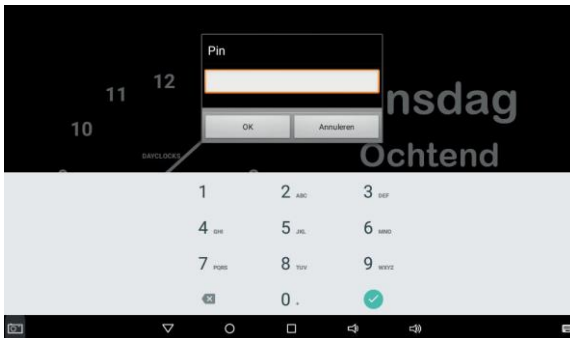 Pin
12
11
nsdag
OK Annuleren
10
DAYCLOCKS
Ochtend
1 2 ABC 3 DEF
4 GHI 5 JKL 6 MNO
7 PQRS 8 TUV 9 WXYZ
0 .